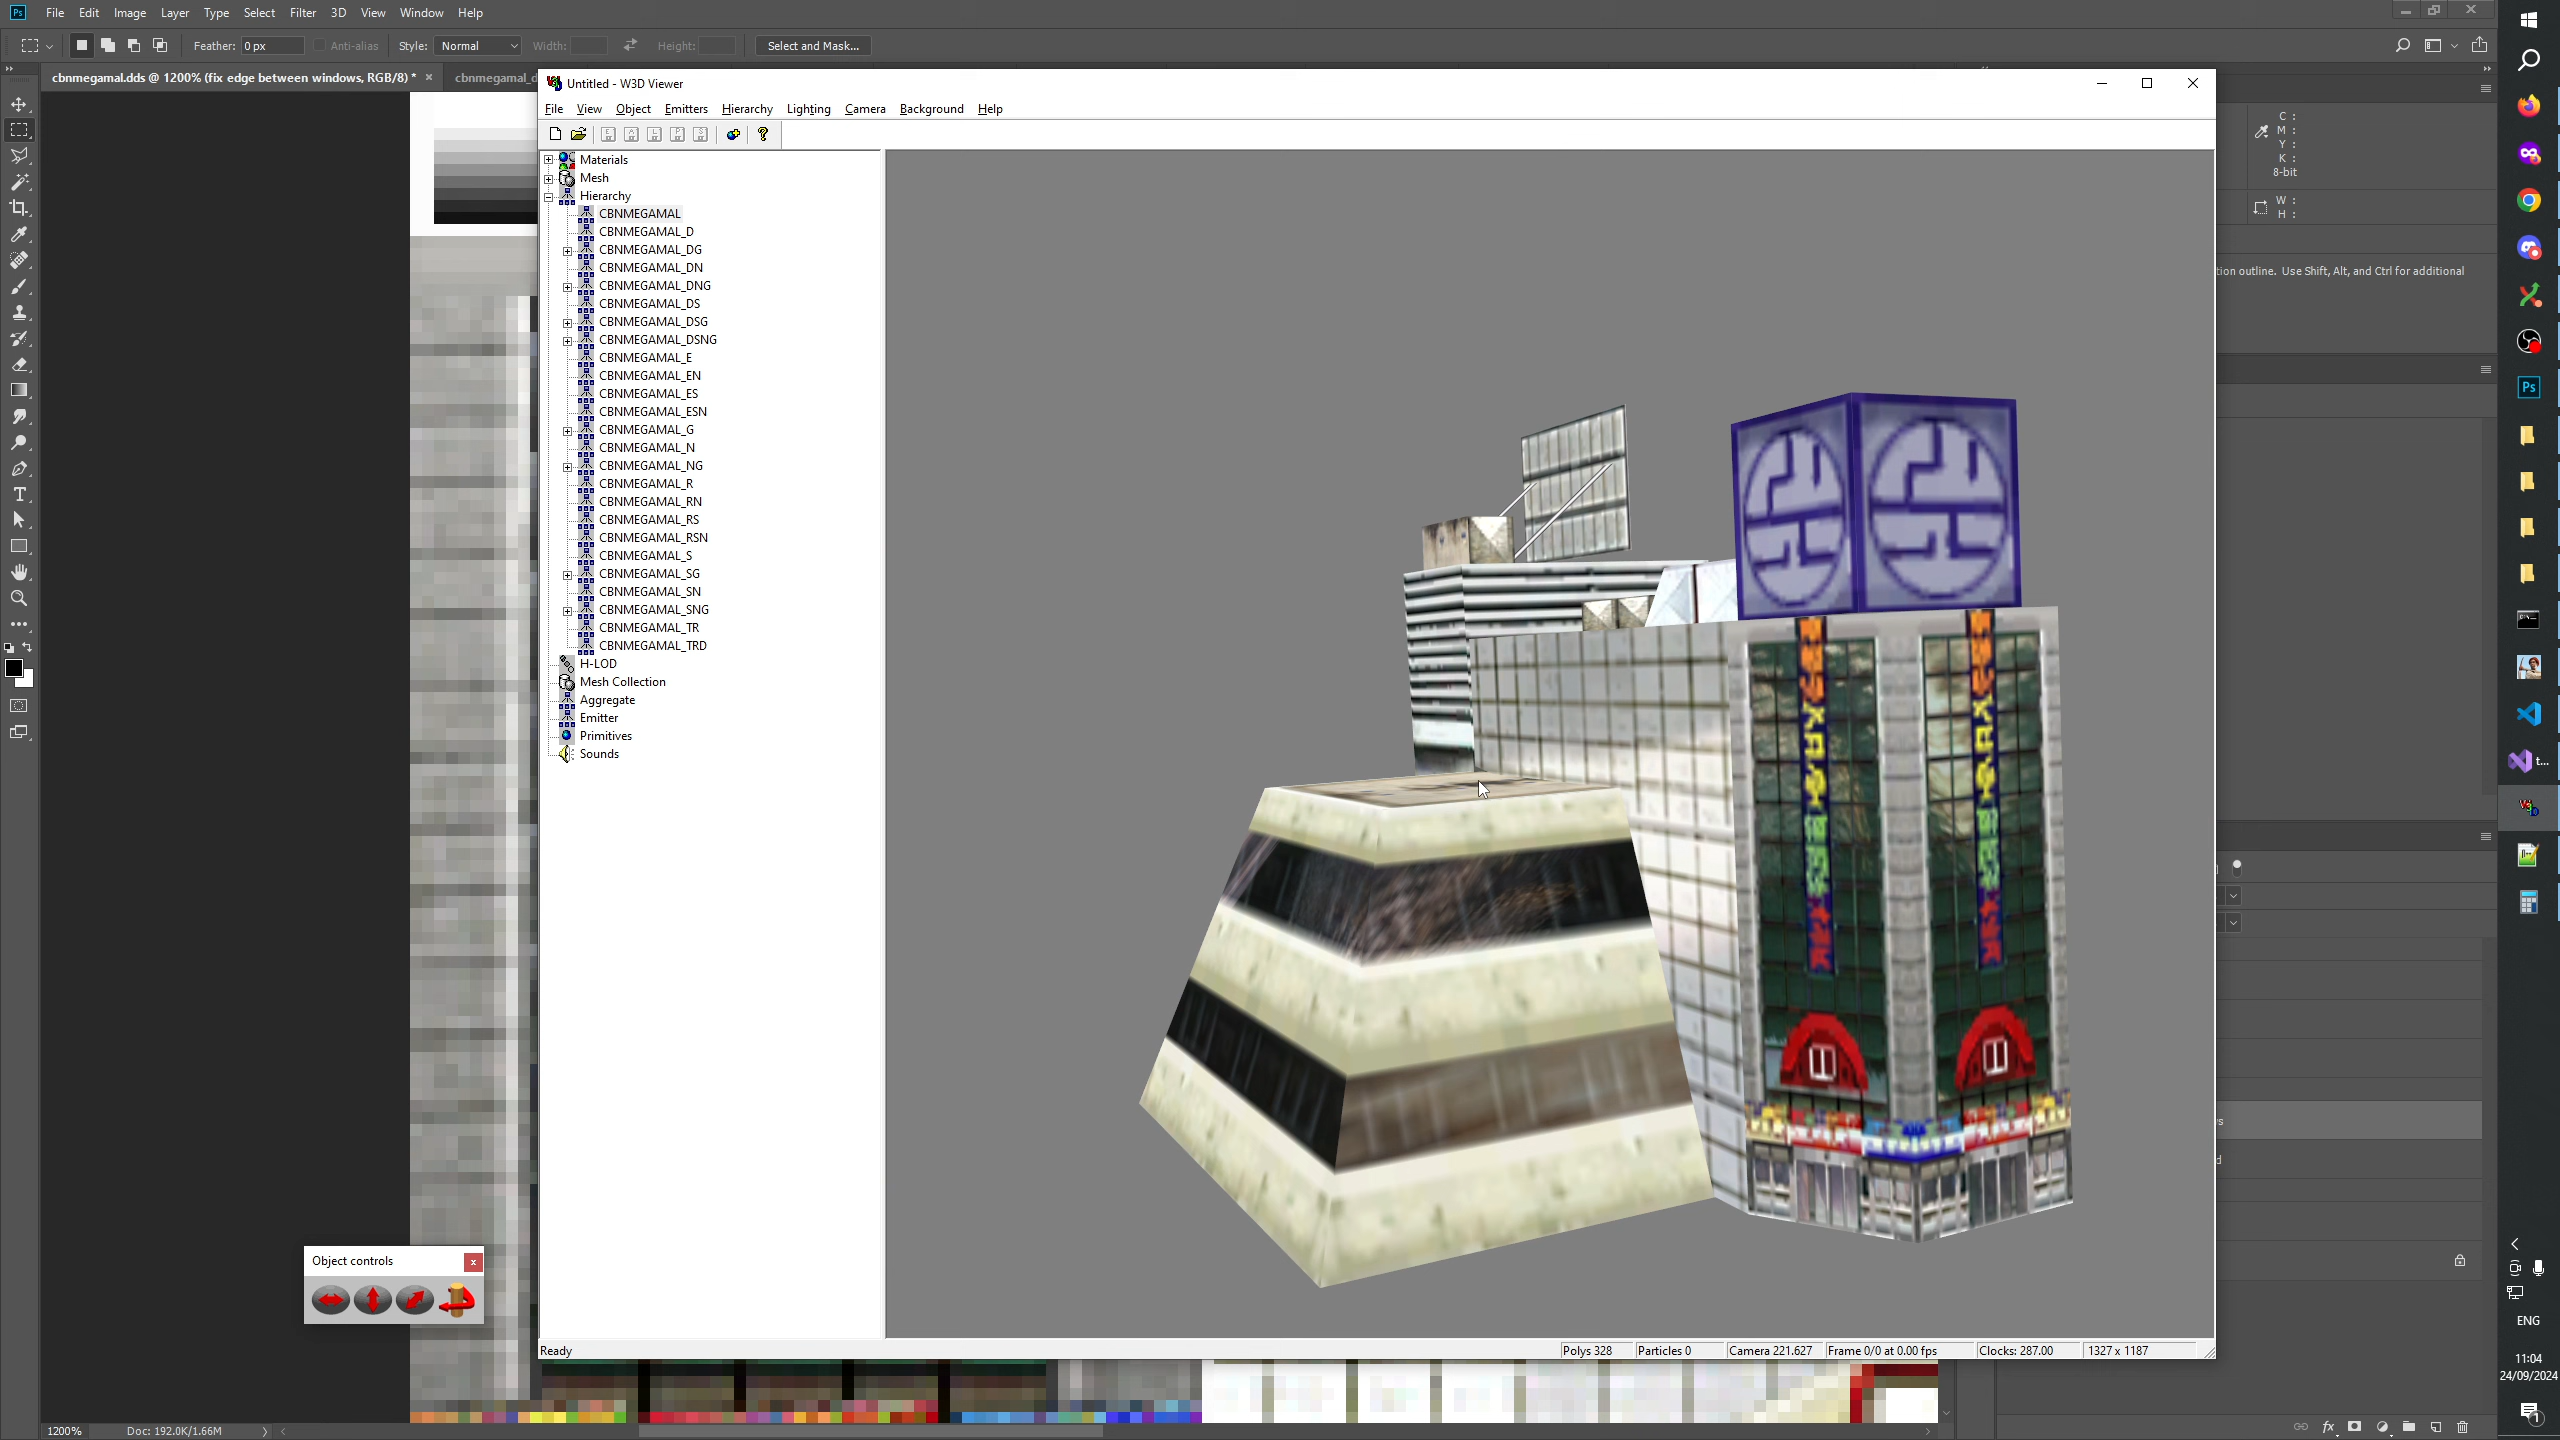 File Edit Image Layer Type Select Filter 3D View Window Help
Feather: 0 px Anti-alias Style: Normal Width: Height: Select and Mask...
cbnmegamal.dds @ 1200% (fix edge between windows, RGB/8) * cbnmegamal_d
Untitled - W3D Viewer
File View Object Emitters Hierarchy Lighting Camera Background Help
Materials
Mesh
Hierarchy
CBNMEGAMAL
CBNMEGAMAL_D
CBNMEGAMAL_DG
CBNMEGAMAL_DN
CBNMEGAMAL_DNG
CBNMEGAMAL_DS
CBNMEGAMAL_DSG
CBNMEGAMAL_DSNG
CBNMEGAMAL_E
CBNMEGAMAL_EN
CBNMEGAMAL_ES
CBNMEGAMAL_ESN
CBNMEGAMAL_G
CBNMEGAMAL_N
CBNMEGAMAL_NG
CBNMEGAMAL_R
CBNMEGAMAL_RN
CBNMEGAMAL_RS
CBNMEGAMAL_RSN
CBNMEGAMAL_S
CBNMEGAMAL_SG
CBNMEGAMAL_SN
CBNMEGAMAL_SNG
CBNMEGAMAL_TR
CBNMEGAMAL_TRD
H-LOD
Mesh Collection
Aggregate
Emitter
Primitives
Sounds
Object controls
Ready Polys 328 Particles 0 Camera 221.627 Frame 0/0 at 0.00 fps Clocks: 287.00 1327 x 1187
1200% Doc: 192.0K/1.66M
C :
M :
Y :
K :
8-bit
W :
H :
tion outline. Use Shift, Alt, and Ctrl for additional
Ps
t...
ENG
11:04
24/09/2024
1
fx